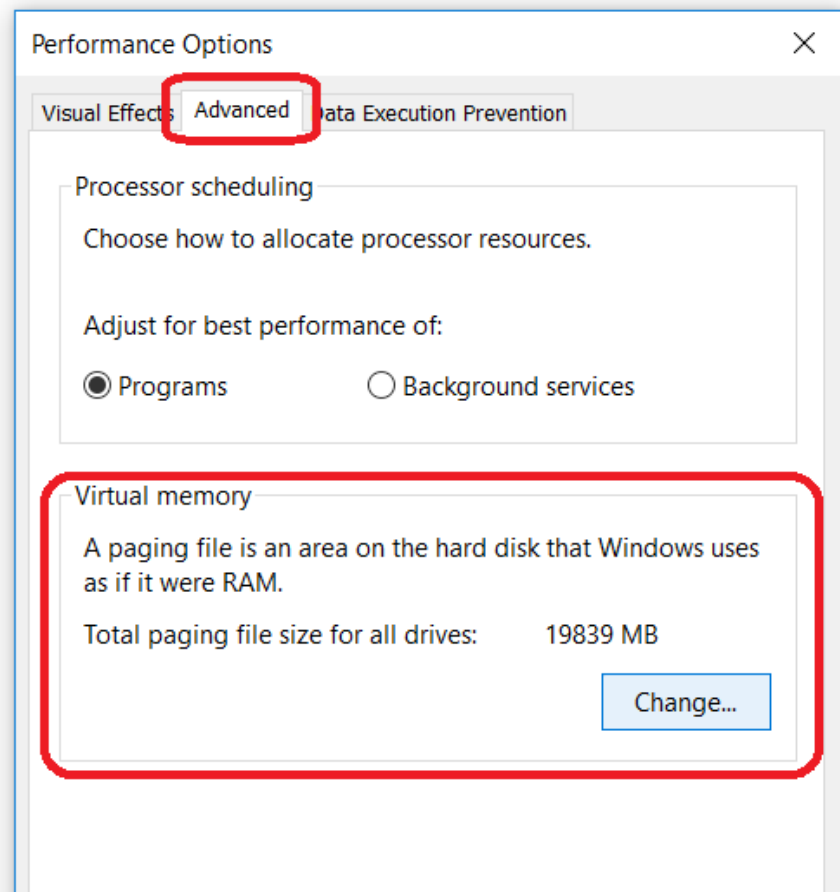 Performance Options
Visual Effects Advanced Data Execution Prevention
Processor scheduling
Choose how to allocate processor resources.
Adjust for best performance of:
Programs Background services
Virtual memory
A paging file is an area on the hard disk that Windows uses
as if it were RAM.
Total paging file size for all drives: 19839 MB
Change...